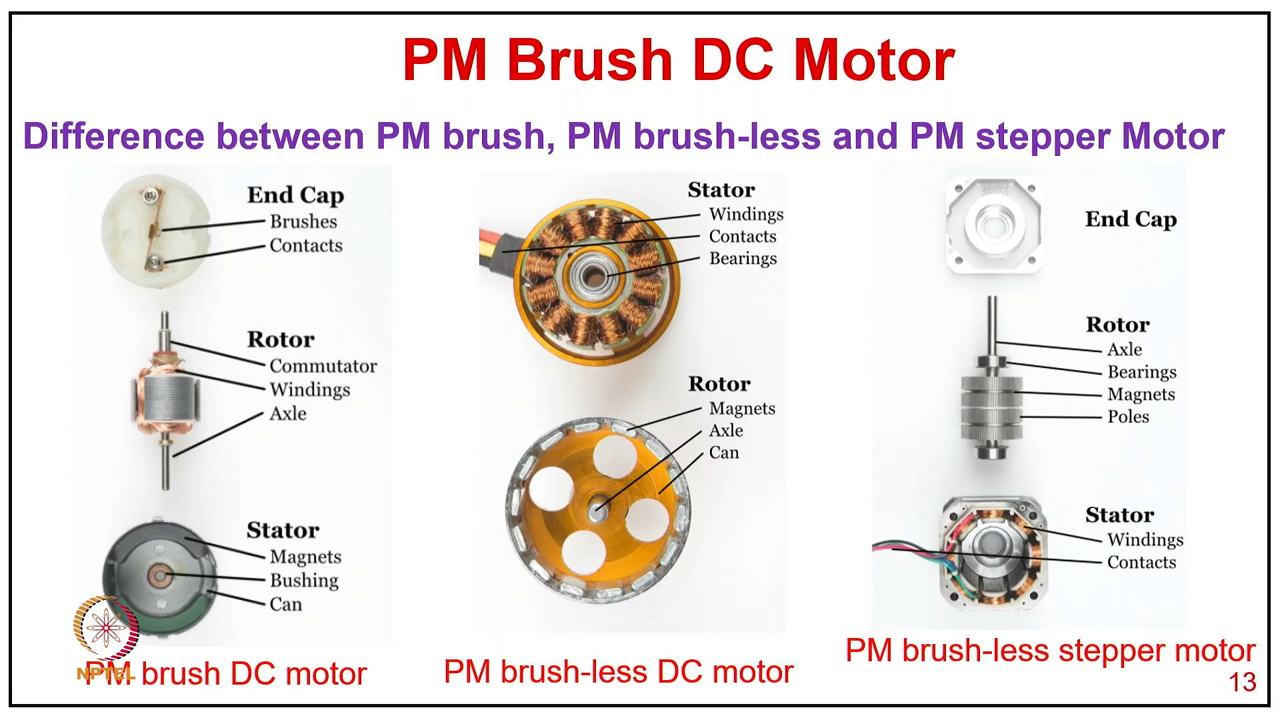 PM Brush DC Motor
Difference between PM brush, PM brush-less and PM stepper Motor
End Cap
Brushes
Contacts
Rotor
Commutator
Windings
Axle
Stator
Magnets
Bushing
Can
PM brush DC motor
Stator
Windings
Contacts
Bearings
Rotor
Magnets
Axle
Can
PM brush-less DC motor
End Cap
Rotor
Axle
Bearings
Magnets
Poles
Stator
Windings
Contacts
PM brush-less stepper motor
NPTEL
13